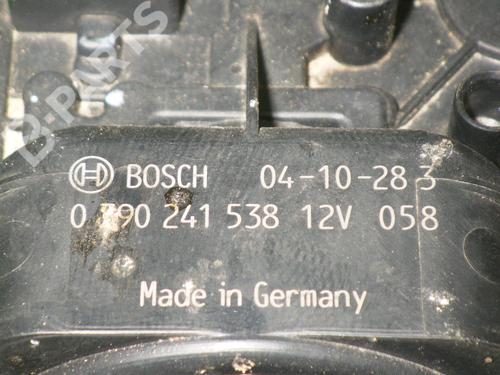 B-PARTS
BOSCH 04-10-28 3
0 390 241 538 12V 058
Made in Germany